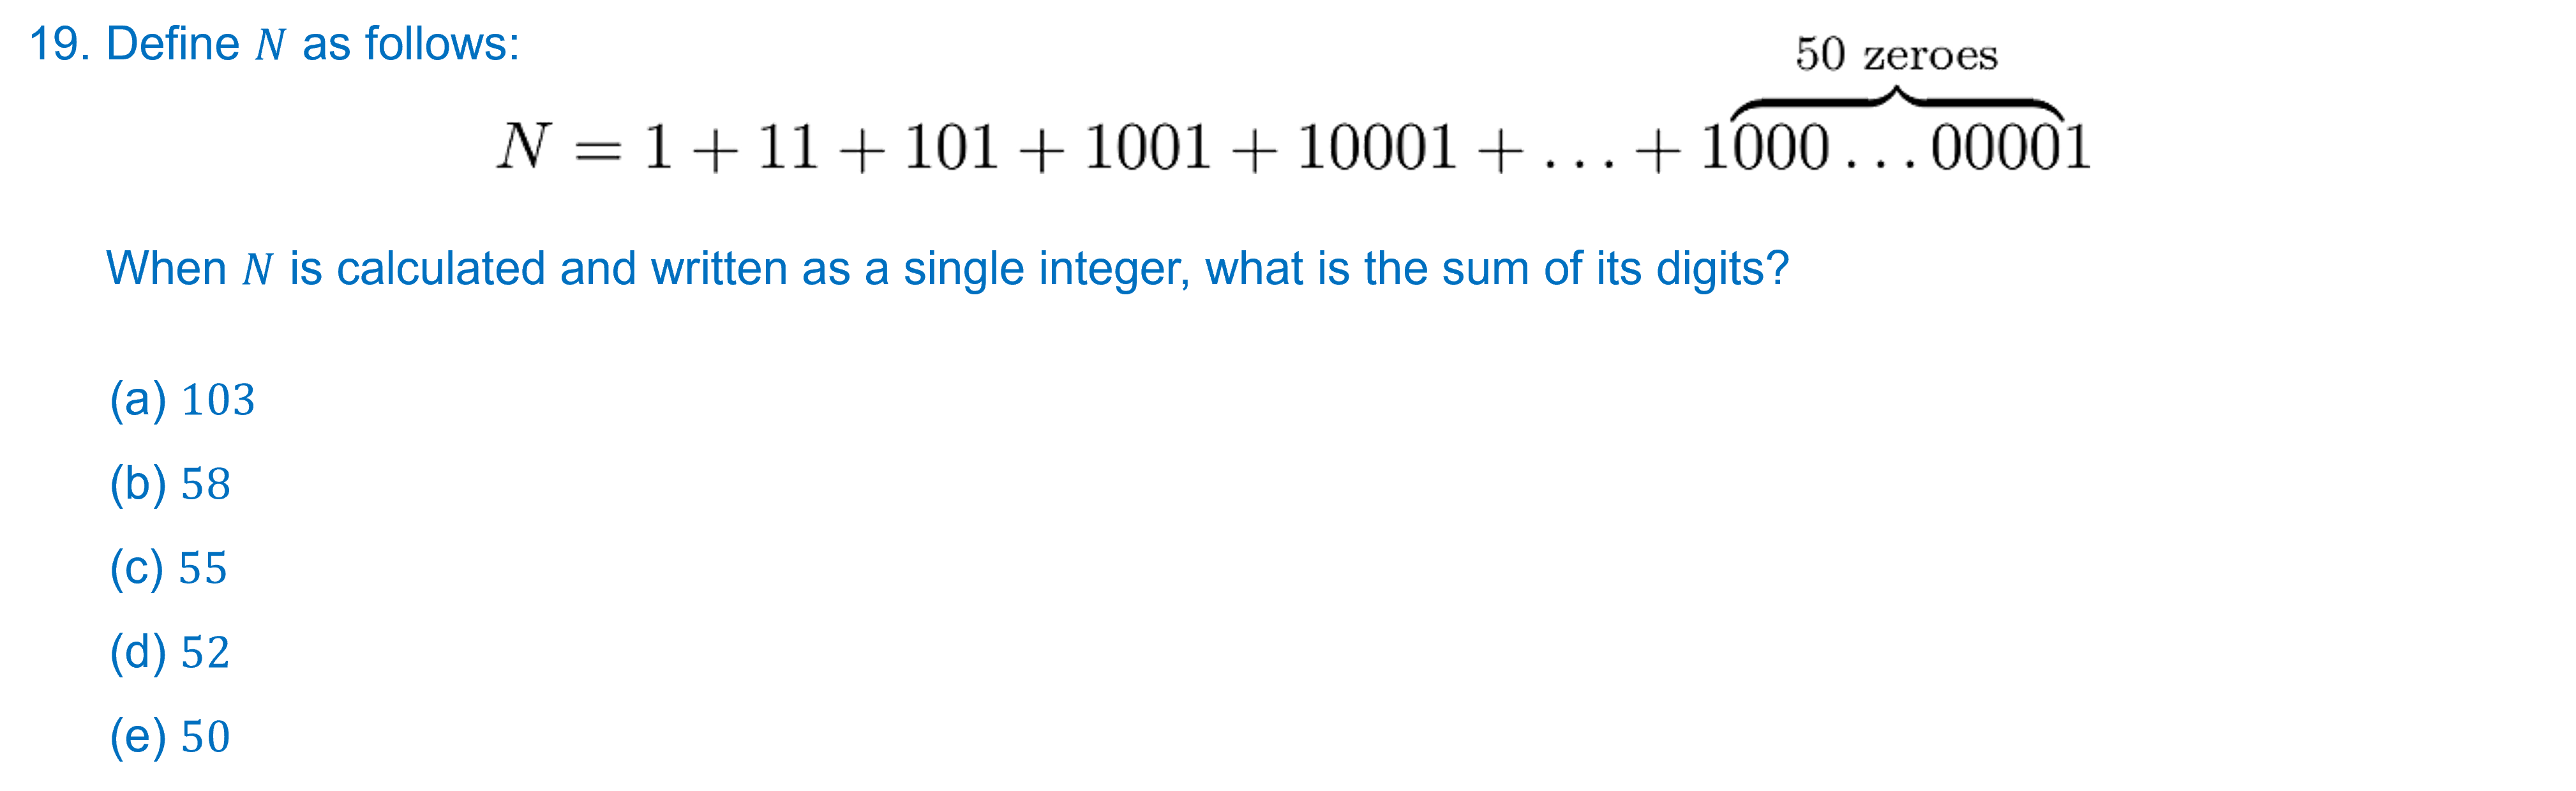 19. Define N as follows:
50 zeroes
N = 1 + 11 + 101 + 1001 + 10001 + ... + 1000...00001
When N is calculated and written as a single integer, what is the sum of its digits?
(a) 103
(b) 58
(c) 55
(d) 52
(e) 50